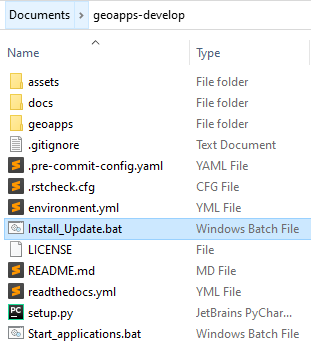 Documents > geoapps-develop
Name Type
assets File folder
docs File folder
geoapps File folder
.gitignore Text Document
.pre-commit-config.yaml YAML File
.rstcheck.cfg CFG File
environment.yml YML File
Install_Update.bat Windows Batch File
LICENSE File
README.md MD File
readthedocs.yml YML File
setup.py JetBrains PyChar...
Start_applications.bat Windows Batch File